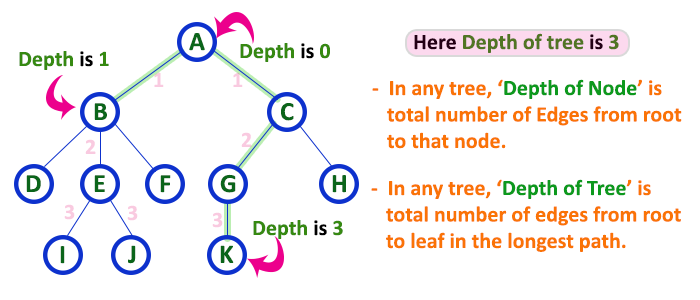 A
Depth is 0
Here Depth of tree is 3
Depth is 1
1
1
- In any tree, ‘Depth of Node’ is
total number of Edges from root
to that node.
B
C
2
2
D
E
F
G
H
- In any tree, ‘Depth of Tree’ is
total number of edges from root
to leaf in the longest path.
3
3
3
Depth is 3
I
J
K